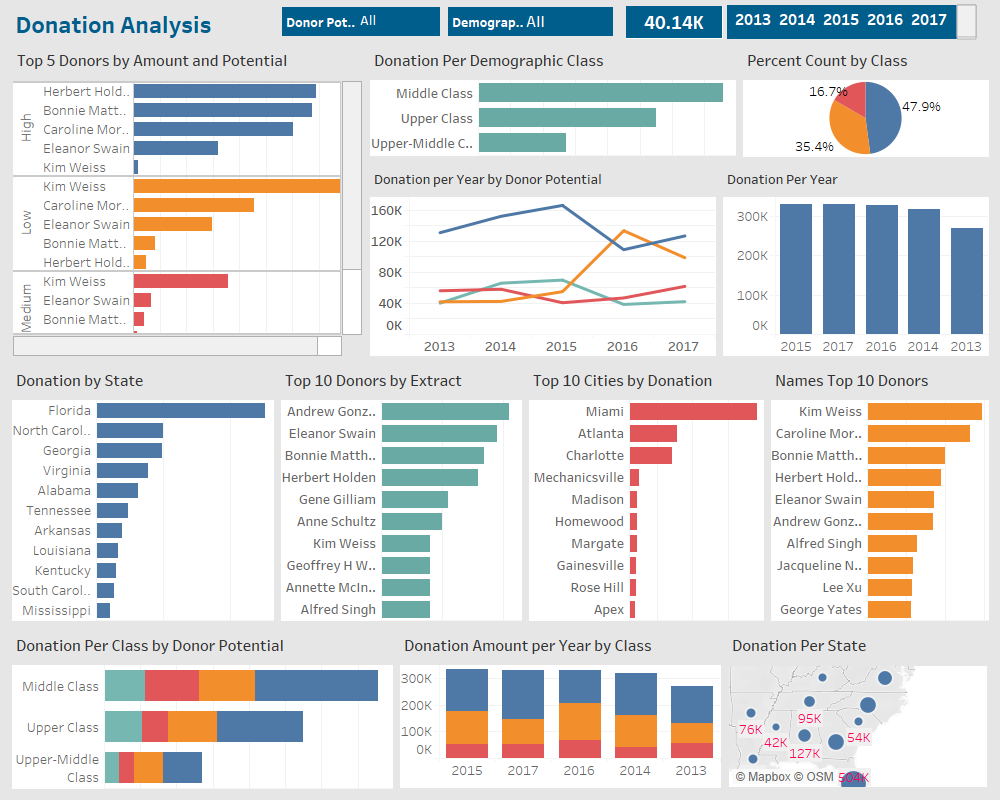 Donation Analysis
Donor Pot.. All
Demograp.. All
40.14K
2013 2014 2015 2016 2017
Top 5 Donors by Amount and Potential
High
Herbert Hold..
Bonnie Matt..
Caroline Mor..
Eleanor Swain
Kim Weiss
Low
Kim Weiss
Caroline Mor..
Eleanor Swain
Bonnie Matt..
Herbert Hold..
Medium
Kim Weiss
Eleanor Swain
Bonnie Matt..
Donation Per Demographic Class
Middle Class
Upper Class
Upper-Middle C..
Percent Count by Class
16.7%
47.9%
35.4%
Donation per Year by Donor Potential
160K
120K
80K
40K
0K
2013 2014 2015 2016 2017
Donation Per Year
300K
200K
100K
0K
2015 2017 2016 2014 2013
Donation by State
Florida
North Carol..
Georgia
Virginia
Alabama
Tennessee
Arkansas
Louisiana
Kentucky
South Carol..
Mississippi
Top 10 Donors by Extract
Andrew Gonz..
Eleanor Swain
Bonnie Matth..
Herbert Holden
Gene Gilliam
Anne Schultz
Kim Weiss
Geoffrey H W..
Annette McIn..
Alfred Singh
Top 10 Cities by Donation
Miami
Atlanta
Charlotte
Mechanicsville
Madison
Homewood
Margate
Gainesville
Rose Hill
Apex
Names Top 10 Donors
Kim Weiss
Caroline Mor..
Bonnie Matth..
Herbert Hold..
Eleanor Swain
Andrew Gonz..
Alfred Singh
Jacqueline N..
Lee Xu
George Yates
Donation Per Class by Donor Potential
Middle Class
Upper Class
Upper-Middle
Class
Donation Amount per Year by Class
300K
200K
100K
0K
2015 2017 2016 2014 2013
Donation Per State
95K
76K
42K
54K
127K
© Mapbox © OSM
504K